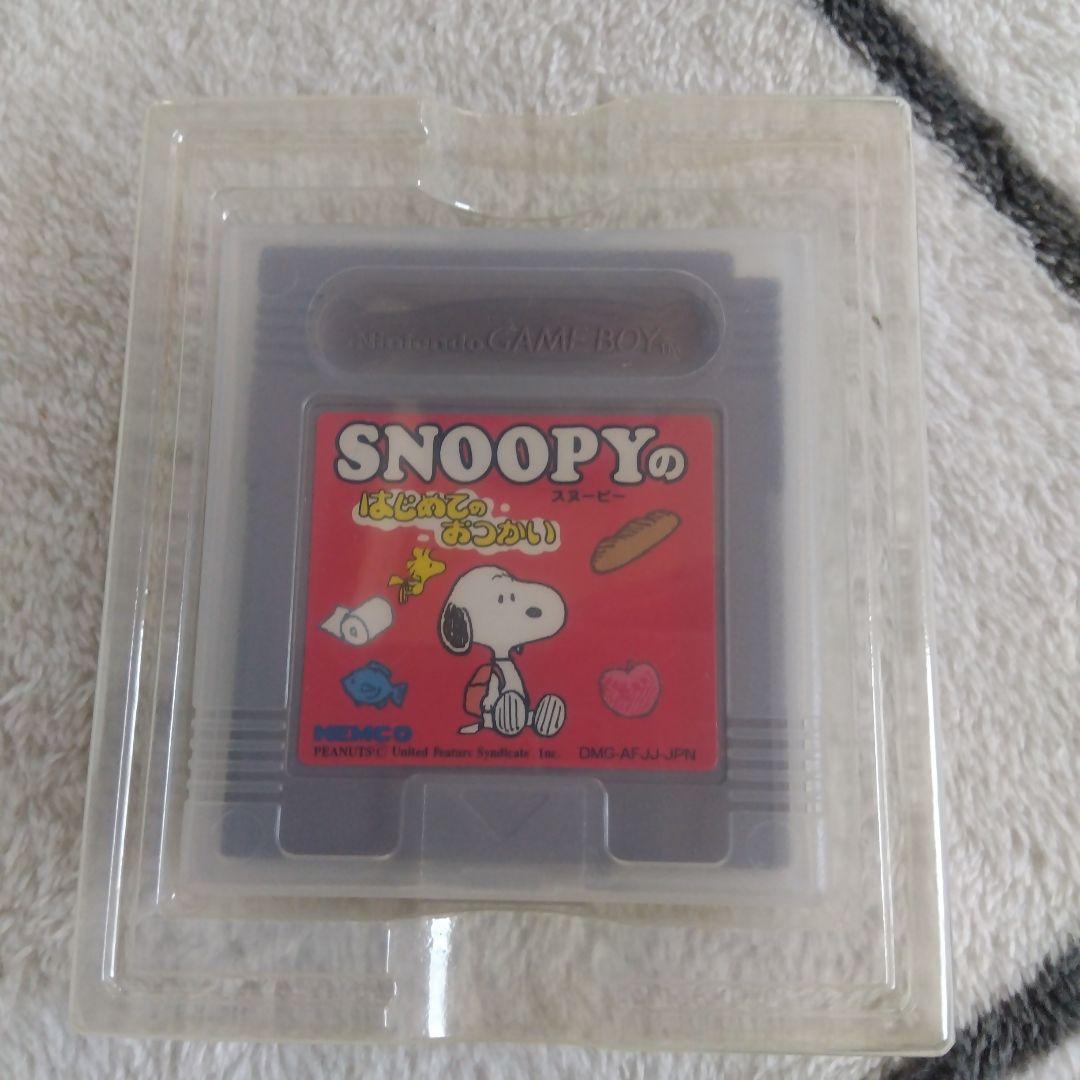 Nintendo GAME BOY TM
SNOOPYの
スヌーピー
はじめての
おつかい
KEMCO
PEANUTS © United Feature Syndicate, Inc.
DMG-AFJJ-JPN